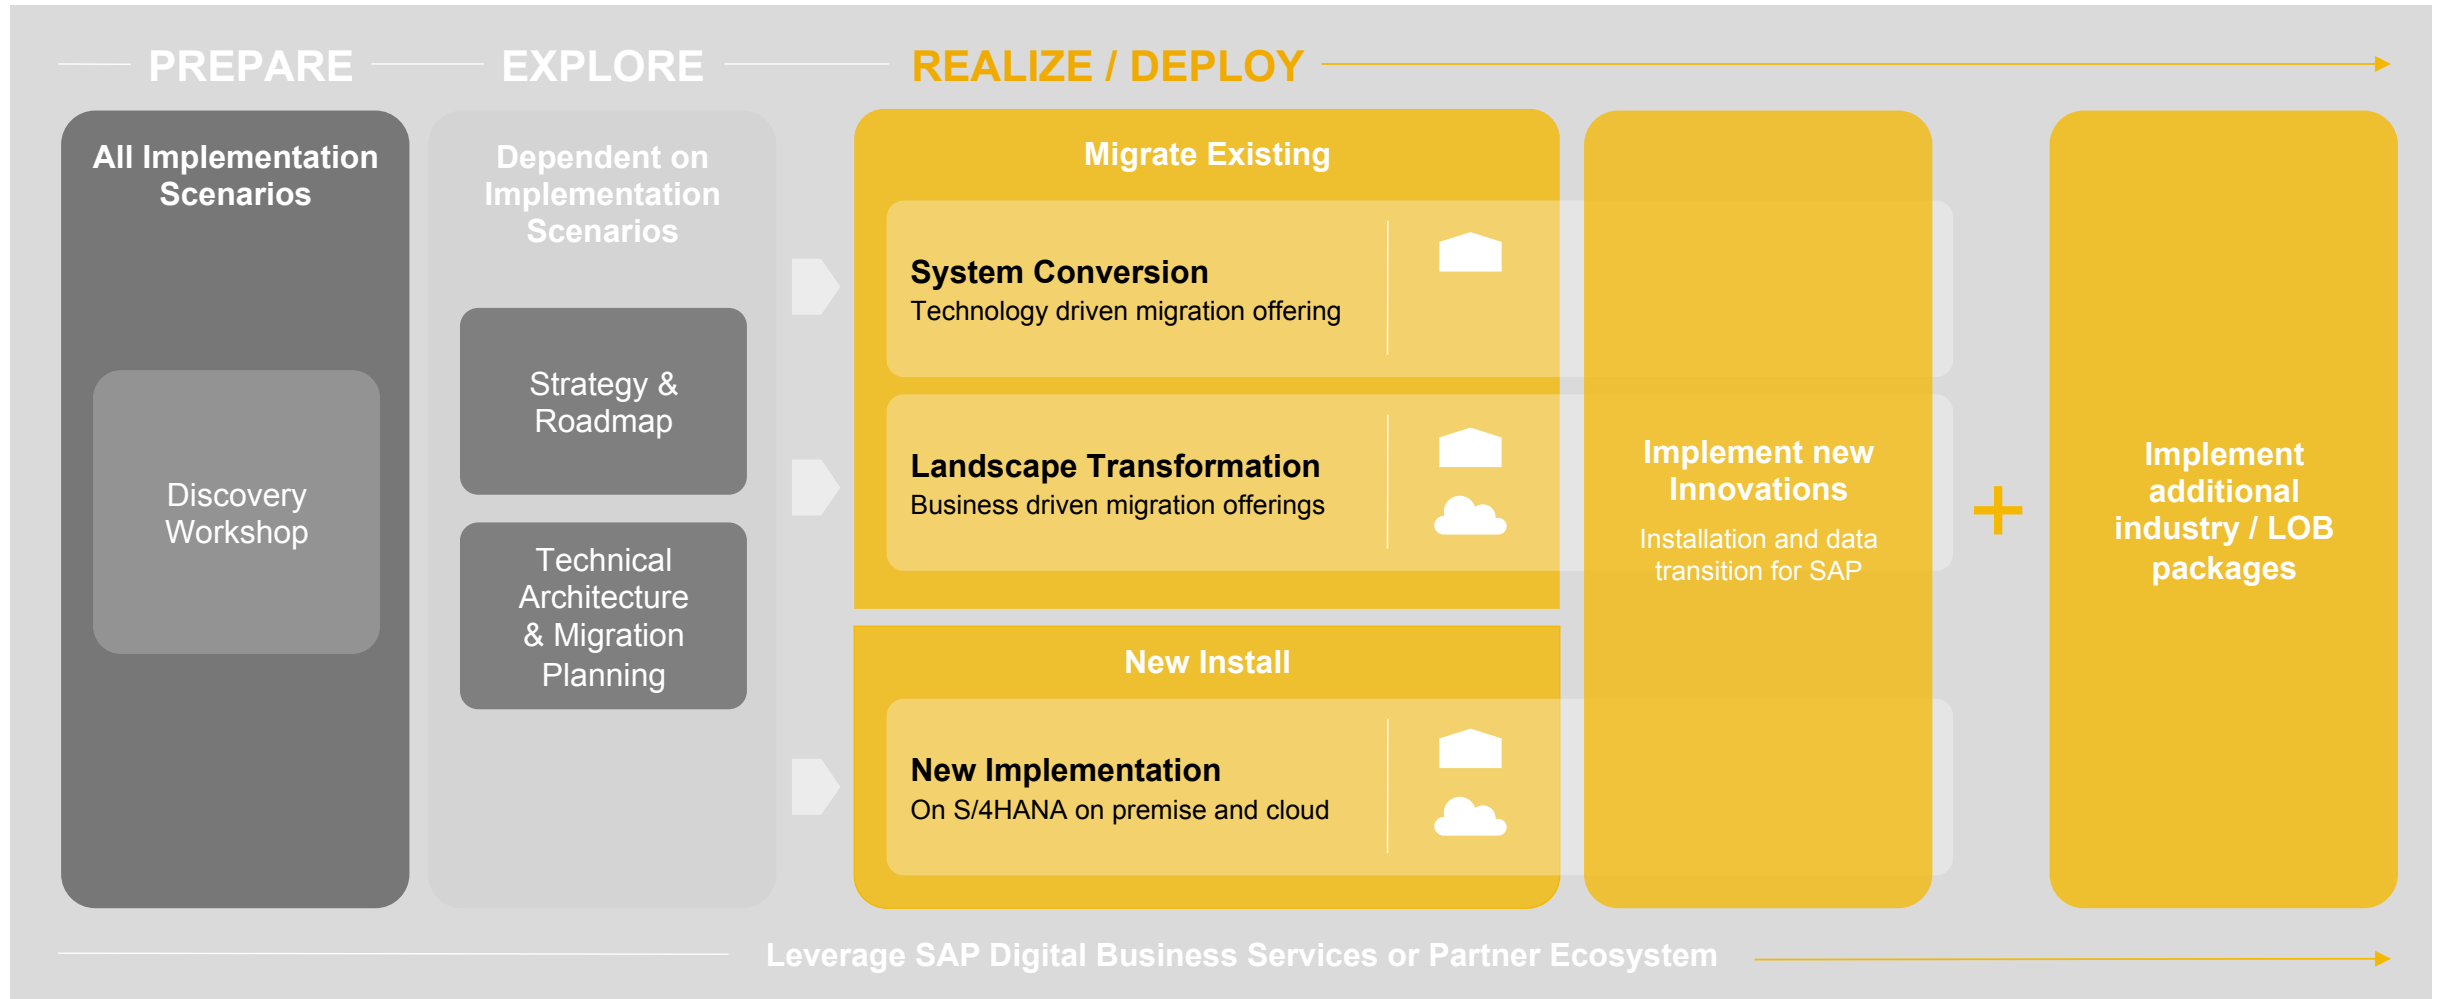 PREPARE
EXPLORE
REALIZE / DEPLOY
All Implementation
Scenarios
Discovery
Workshop
Dependent on
Implementation
Scenarios
Strategy &
Roadmap
Technical
Architecture
& Migration
Planning
Migrate Existing
System Conversion
Technology driven migration offering
Landscape Transformation
Business driven migration offerings
New Install
New Implementation
On S/4HANA on premise and cloud
Implement new
Innovations
Installation and data
transition for SAP
+
Implement
additional
industry / LOB
packages
Leverage SAP Digital Business Services or Partner Ecosystem